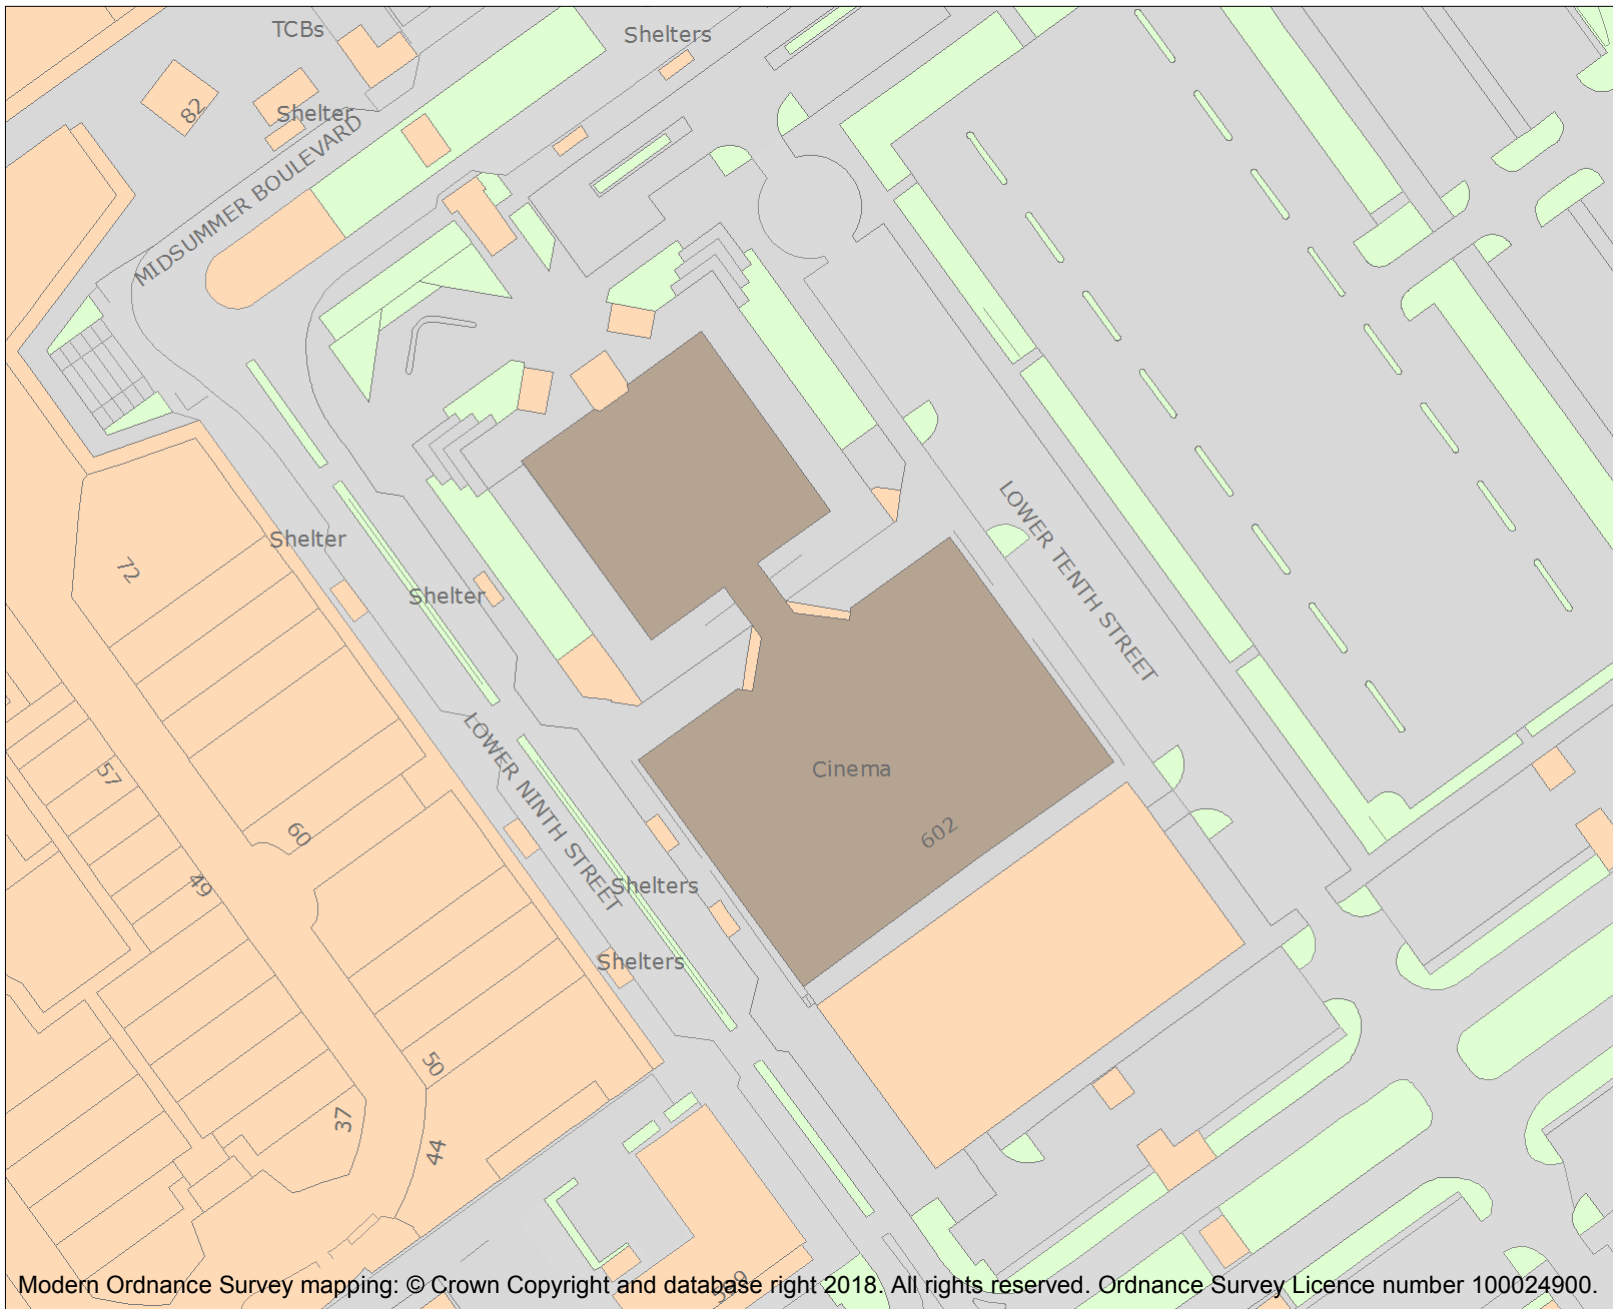 TCBs
Shelters
82
Shelter
MIDSUMMER BOULEVARD
LOWER TENTH STREET
Shelter
72
Shelter
LOWER NINTH STREET
Cinema
57
60
602
49
Shelters
Shelters
50
37
44
Modern Ordnance Survey mapping: © Crown Copyright and database right 2018. All rights reserved. Ordnance Survey Licence number 100024900.